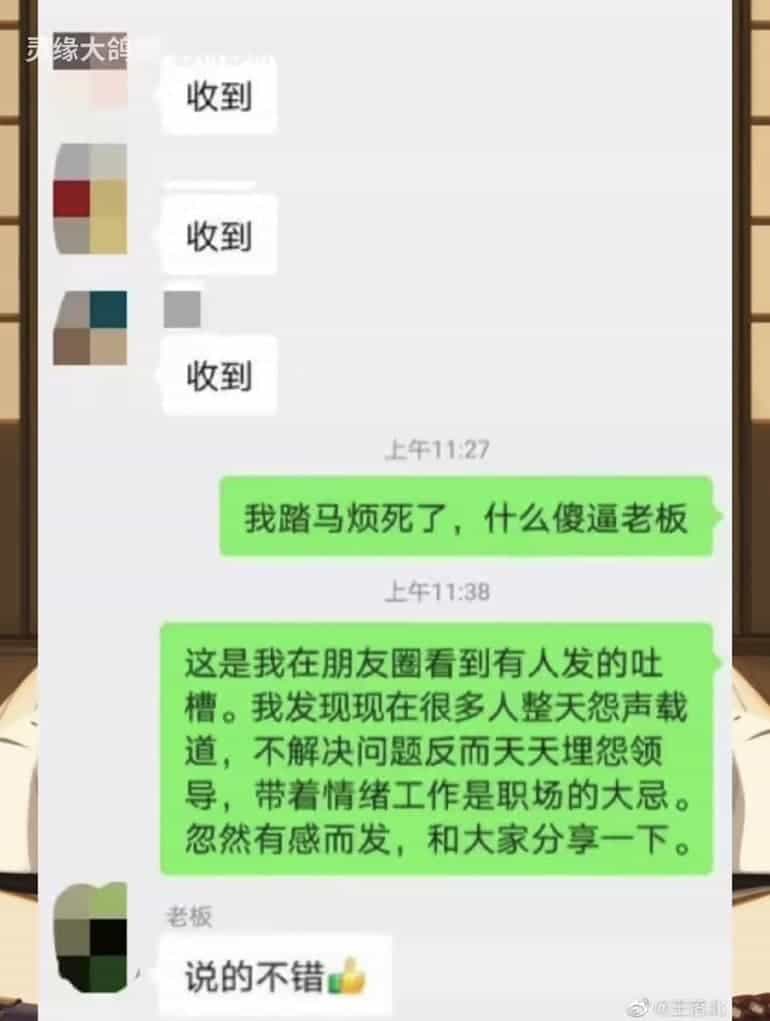 灵缘大鸽
收到
收到
收到
上午11:27
我踏马烦死了，什么傻逼老板
上午11:38
这是我在朋友圈看到有人发的吐
槽。我发现现在很多人整天怨声载
道，不解决问题反而天天埋怨领
导，带着情绪工作是职场的大忌。
忽然有感而发，和大家分享一下。
老板
说的不错
@王落北